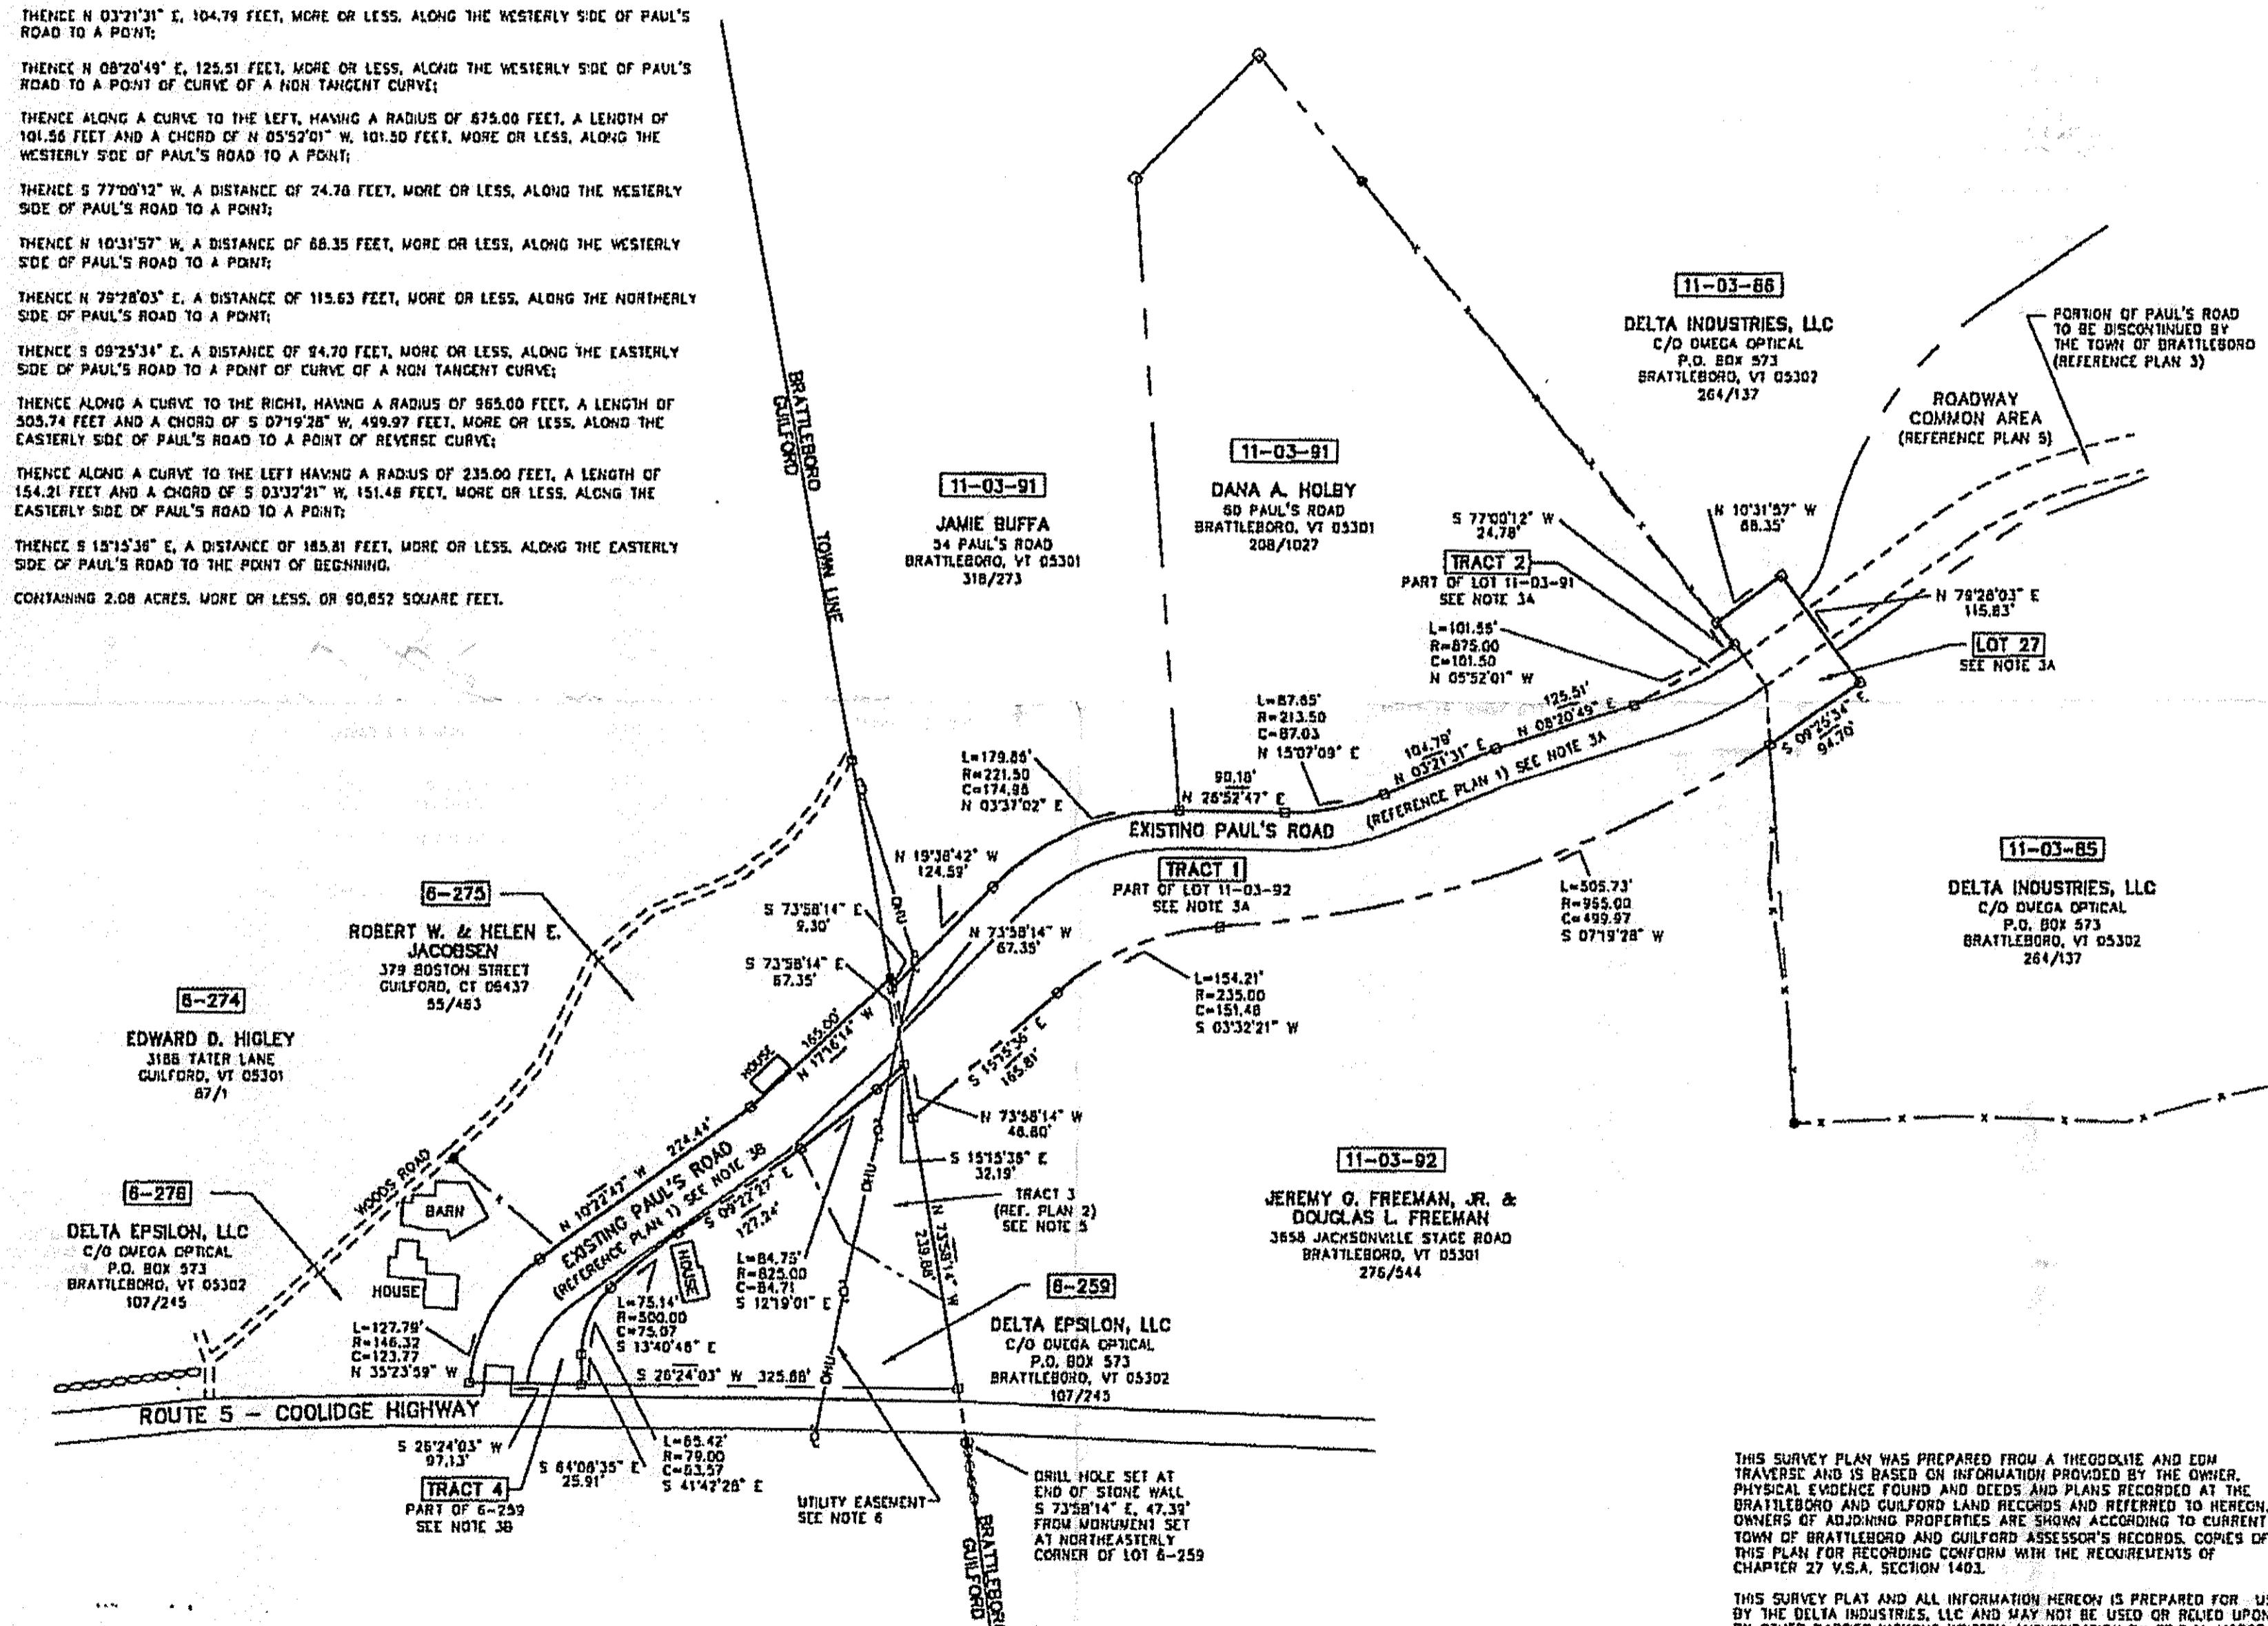 THENCE N 03°21'31" E, 104.79 FEET, MORE OR LESS, ALONG THE WESTERLY SIDE OF PAUL'S
ROAD TO A POINT;
THENCE N 08°20'49" E, 125.51 FEET, MORE OR LESS, ALONG THE WESTERLY SIDE OF PAUL'S
ROAD TO A POINT OF CURVE OF A NON TANGENT CURVE;
THENCE ALONG A CURVE TO THE LEFT, HAVING A RADIUS OF 875.00 FEET, A LENGTH OF
101.56 FEET AND A CHORD OF N 05°52'01" W, 101.50 FEET, MORE OR LESS, ALONG THE
WESTERLY SIDE OF PAUL'S ROAD TO A POINT;
THENCE S 77°00'12" W, A DISTANCE OF 24.78 FEET, MORE OR LESS, ALONG THE WESTERLY
SIDE OF PAUL'S ROAD TO A POINT;
THENCE N 10°31'57" W, A DISTANCE OF 68.35 FEET, MORE OR LESS, ALONG THE WESTERLY
SIDE OF PAUL'S ROAD TO A POINT;
THENCE N 79°28'03" E, A DISTANCE OF 115.63 FEET, MORE OR LESS, ALONG THE NORTHERLY
SIDE OF PAUL'S ROAD TO A POINT;
THENCE S 09°25'34" E, A DISTANCE OF 94.70 FEET, MORE OR LESS, ALONG THE EASTERLY
SIDE OF PAUL'S ROAD TO A POINT OF CURVE OF A NON TANGENT CURVE;
THENCE ALONG A CURVE TO THE RIGHT, HAVING A RADIUS OF 965.00 FEET, A LENGTH OF
505.74 FEET AND A CHORD OF S 07°19'28" W, 499.97 FEET, MORE OR LESS, ALONG THE
EASTERLY SIDE OF PAUL'S ROAD TO A POINT OF REVERSE CURVE;
THENCE ALONG A CURVE TO THE LEFT HAVING A RADIUS OF 235.00 FEET, A LENGTH OF
154.21 FEET AND A CHORD OF S 03°32'21" W, 151.48 FEET, MORE OR LESS, ALONG THE
EASTERLY SIDE OF PAUL'S ROAD TO A POINT;
THENCE S 15°15'36" E, A DISTANCE OF 165.81 FEET, MORE OR LESS, ALONG THE EASTERLY
SIDE OF PAUL'S ROAD TO THE POINT OF BEGINNING.
CONTAINING 2.08 ACRES, MORE OR LESS, OR 90,652 SQUARE FEET.
BRATTLEBORO
GUILFORD
TOWN LINE
11-03-91
JAMIE BUFFA
54 PAUL'S ROAD
BRATTLEBORO, VT 05301
318/273
11-03-91
DANA A. HOLBY
60 PAUL'S ROAD
BRATTLEBORO, VT 05301
208/1027
11-03-86
DELTA INDUSTRIES, LLC
C/O OMEGA OPTICAL
P.O. BOX 573
BRATTLEBORO, VT 05302
264/137
PORTION OF PAUL'S ROAD
TO BE DISCONTINUED BY
THE TOWN OF BRATTLEBORO
(REFERENCE PLAN 3)
ROADWAY
COMMON AREA
(REFERENCE PLAN 5)
S 77°00'12" W
24.78'
N 10°31'57" W
68.35'
TRACT 2
PART OF LOT 11-03-91
SEE NOTE 3A
N 79°28'03" E
115.63'
LOT 27
SEE NOTE 3A
L=101.55'
R=875.00
C=101.50
N 05°52'01" W
L=87.65'
R=213.50
C=87.03
N 15°07'09" E
125.51'
N 08°20'49" E
104.79'
N 03°21'31" E
S 09°25'34" E
94.70'
L=179.85'
R=221.50
C=174.96
N 03°37'02" E
90.18'
N 26°52'47" E
EXISTING PAUL'S ROAD
(REFERENCE PLAN 1) SEE NOTE 3A
TRACT 1
PART OF LOT 11-03-92
SEE NOTE 3A
N 19°38'42" W
124.59'
OHU
S 73°58'14" E
9.30'
N 73°58'14" W
67.35'
S 73°58'14" E
67.35'
L=505.73'
R=965.00
C=499.97
S 07°19'28" W
11-03-85
DELTA INDUSTRIES, LLC
C/O OMEGA OPTICAL
P.O. BOX 573
BRATTLEBORO, VT 05302
264/137
6-275
ROBERT W. & HELEN E.
JACOBSEN
379 BOSTON STREET
GUILFORD, CT 06437
55/463
6-274
EDWARD D. HIGLEY
3188 TATER LANE
GUILFORD, VT 05301
87/1
L=154.21'
R=235.00
C=151.48
S 03°32'21" W
165.00'
N 17°16'14" W
HOUSE
S 15°15'36" E
165.81'
N 73°58'14" W
48.80'
S 15°15'36" E
32.19'
TRACT 3
(REF. PLAN 2)
SEE NOTE 5
11-03-92
JEREMY G. FREEMAN, JR. &
DOUGLAS L. FREEMAN
3658 JACKSONVILLE STAGE ROAD
BRATTLEBORO, VT 05301
276/544
WOODS ROAD
BARN
HOUSE
N 10°22'47" W 224.44'
EXISTING PAUL'S ROAD
(REFERENCE PLAN 1) SEE NOTE 3B
S 09°22'27" E
127.24'
HOUSE
OHU
N 73°58'14" W
239.88'
6-276
DELTA EPSILON, LLC
C/O OMEGA OPTICAL
P.O. BOX 573
BRATTLEBORO, VT 05302
107/245
L=84.75'
R=825.00
C=84.71
S 12°19'01" E
L=75.14'
R=500.00
C=75.07
S 13°40'46" E
6-259
DELTA EPSILON, LLC
C/O OMEGA OPTICAL
P.O. BOX 573
BRATTLEBORO, VT 05302
107/245
L=127.79'
R=146.32
C=123.77
N 35°23'59" W
OHU
S 26°24'03" W 325.68'
ROUTE 5 - COOLIDGE HIGHWAY
S 26°24'03" W
97.13'
TRACT 4
PART OF 6-259
SEE NOTE 3B
S 64°06'35" E
25.91'
L=65.42'
R=79.00
C=63.57
S 41°47'28" E
UTILITY EASEMENT
SEE NOTE 6
DRILL HOLE SET AT
END OF STONE WALL
S 73°58'14" E, 47.39'
FROM MONUMENT SET
AT NORTHEASTERLY
CORNER OF LOT 6-259
BRATTLEBORO
GUILFORD
THIS SURVEY PLAN WAS PREPARED FROM A THEODOLITE AND EDM
TRAVERSE AND IS BASED ON INFORMATION PROVIDED BY THE OWNER,
PHYSICAL EVIDENCE FOUND AND DEEDS AND PLANS RECORDED AT THE
BRATTLEBORO AND GUILFORD LAND RECORDS AND REFERRED TO HEREON.
OWNERS OF ADJOINING PROPERTIES ARE SHOWN ACCORDING TO CURRENT
TOWN OF BRATTLEBORO AND GUILFORD ASSESSOR'S RECORDS. COPIES OF
THIS PLAN FOR RECORDING CONFORM WITH THE REQUIREMENTS OF
CHAPTER 27 V.S.A. SECTION 1403.
THIS SURVEY PLAT AND ALL INFORMATION HEREON IS PREPARED FOR
BY THE DELTA INDUSTRIES, LLC AND MAY NOT BE USED OR RELIED UPON